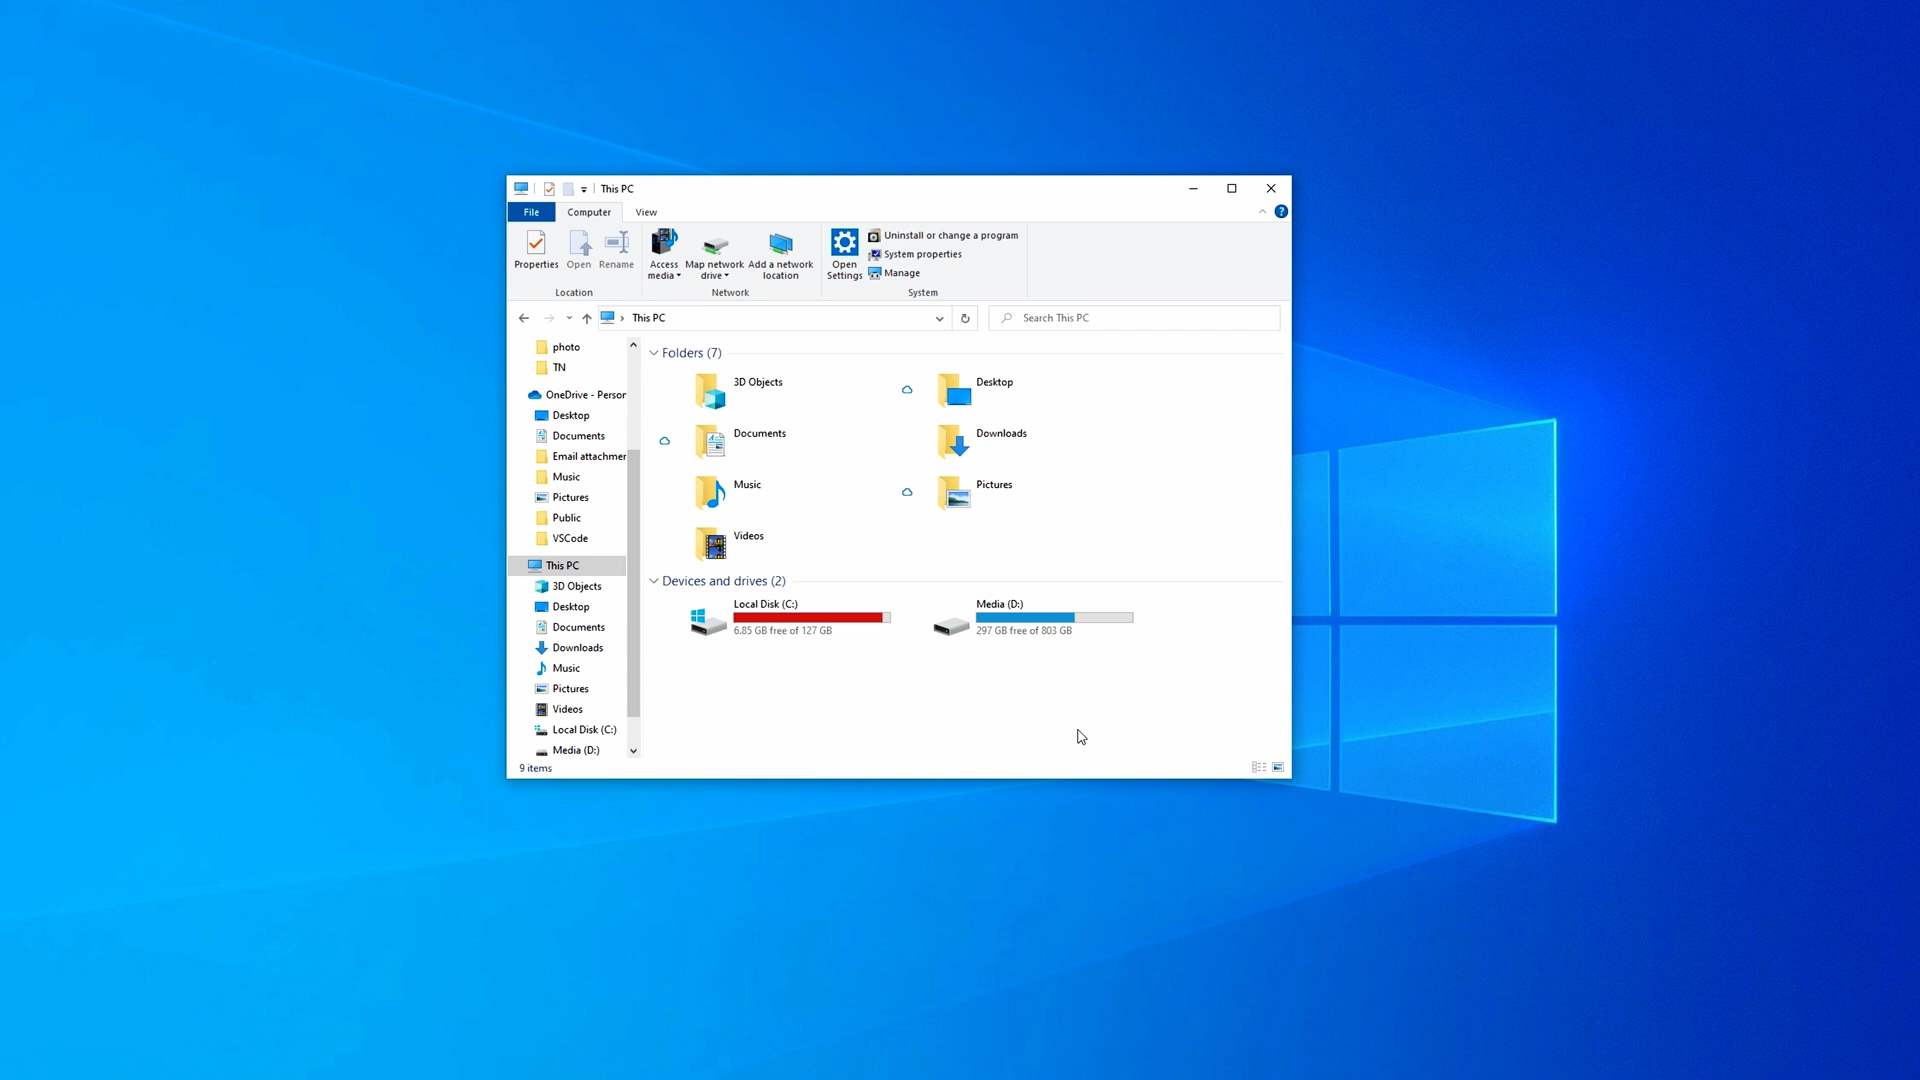 This PC
File Computer View
Properties Open Rename Access media Map network drive Add a network location Open Settings
Uninstall or change a program
System properties
Manage
Location Network System
This PC
Search This PC
photo
TN
OneDrive - Person
Desktop
Documents
Email attachmen
Music
Pictures
Public
VSCode
This PC
3D Objects
Desktop
Documents
Downloads
Music
Pictures
Videos
Local Disk (C:)
Media (D:)
Folders (7)
3D Objects
Desktop
Documents
Downloads
Music
Pictures
Videos
Devices and drives (2)
Local Disk (C:)
6.85 GB free of 127 GB
Media (D:)
297 GB free of 803 GB
9 items